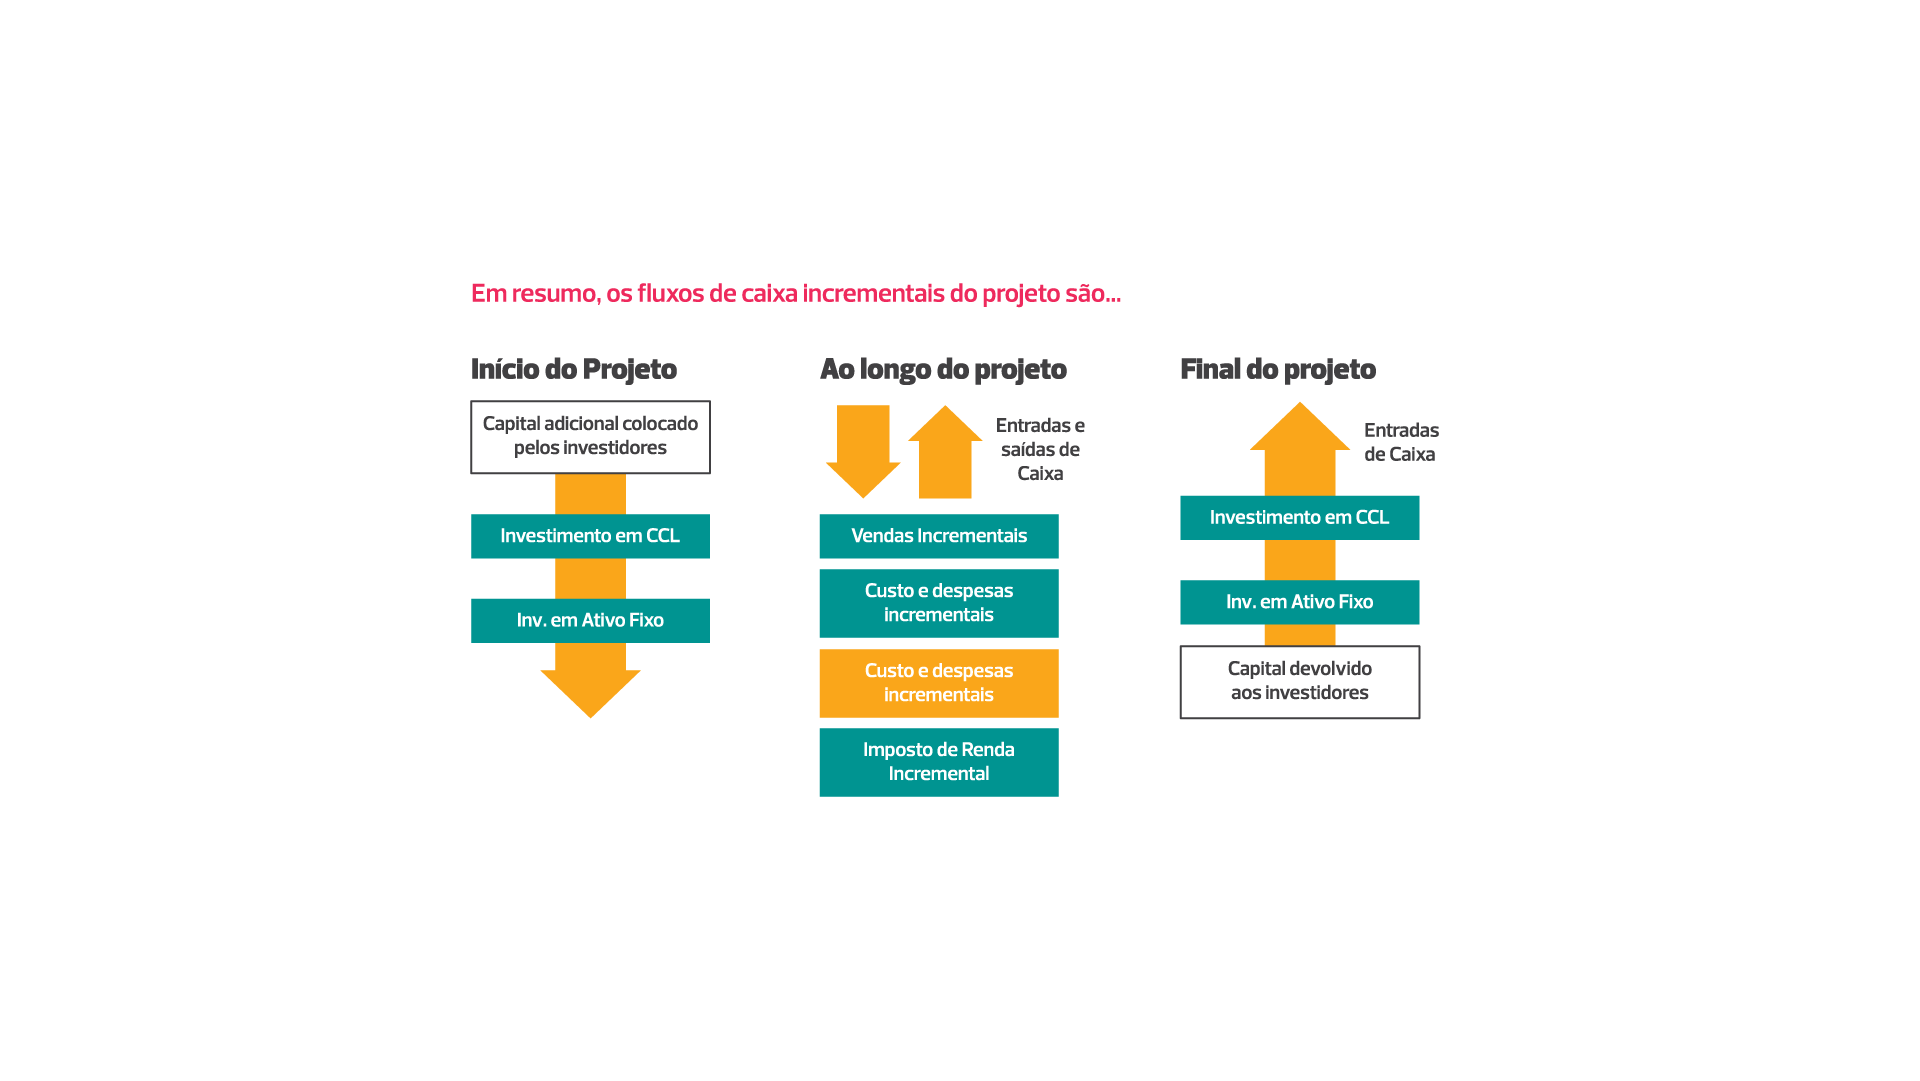 Em resumo, os fluxos de caixa incrementais do projeto são...
Início do Projeto
Capital adicional colocado
pelos investidores
Investimento em CCL
Inv. em Ativo Fixo
Ao longo do projeto
Entradas e
saídas de
Caixa
Vendas Incrementais
Custo e despesas
incrementais
Custo e despesas
incrementais
Imposto de Renda
Incremental
Final do projeto
Entradas
de Caixa
Investimento em CCL
Inv. em Ativo Fixo
Capital devolvido
aos investidores